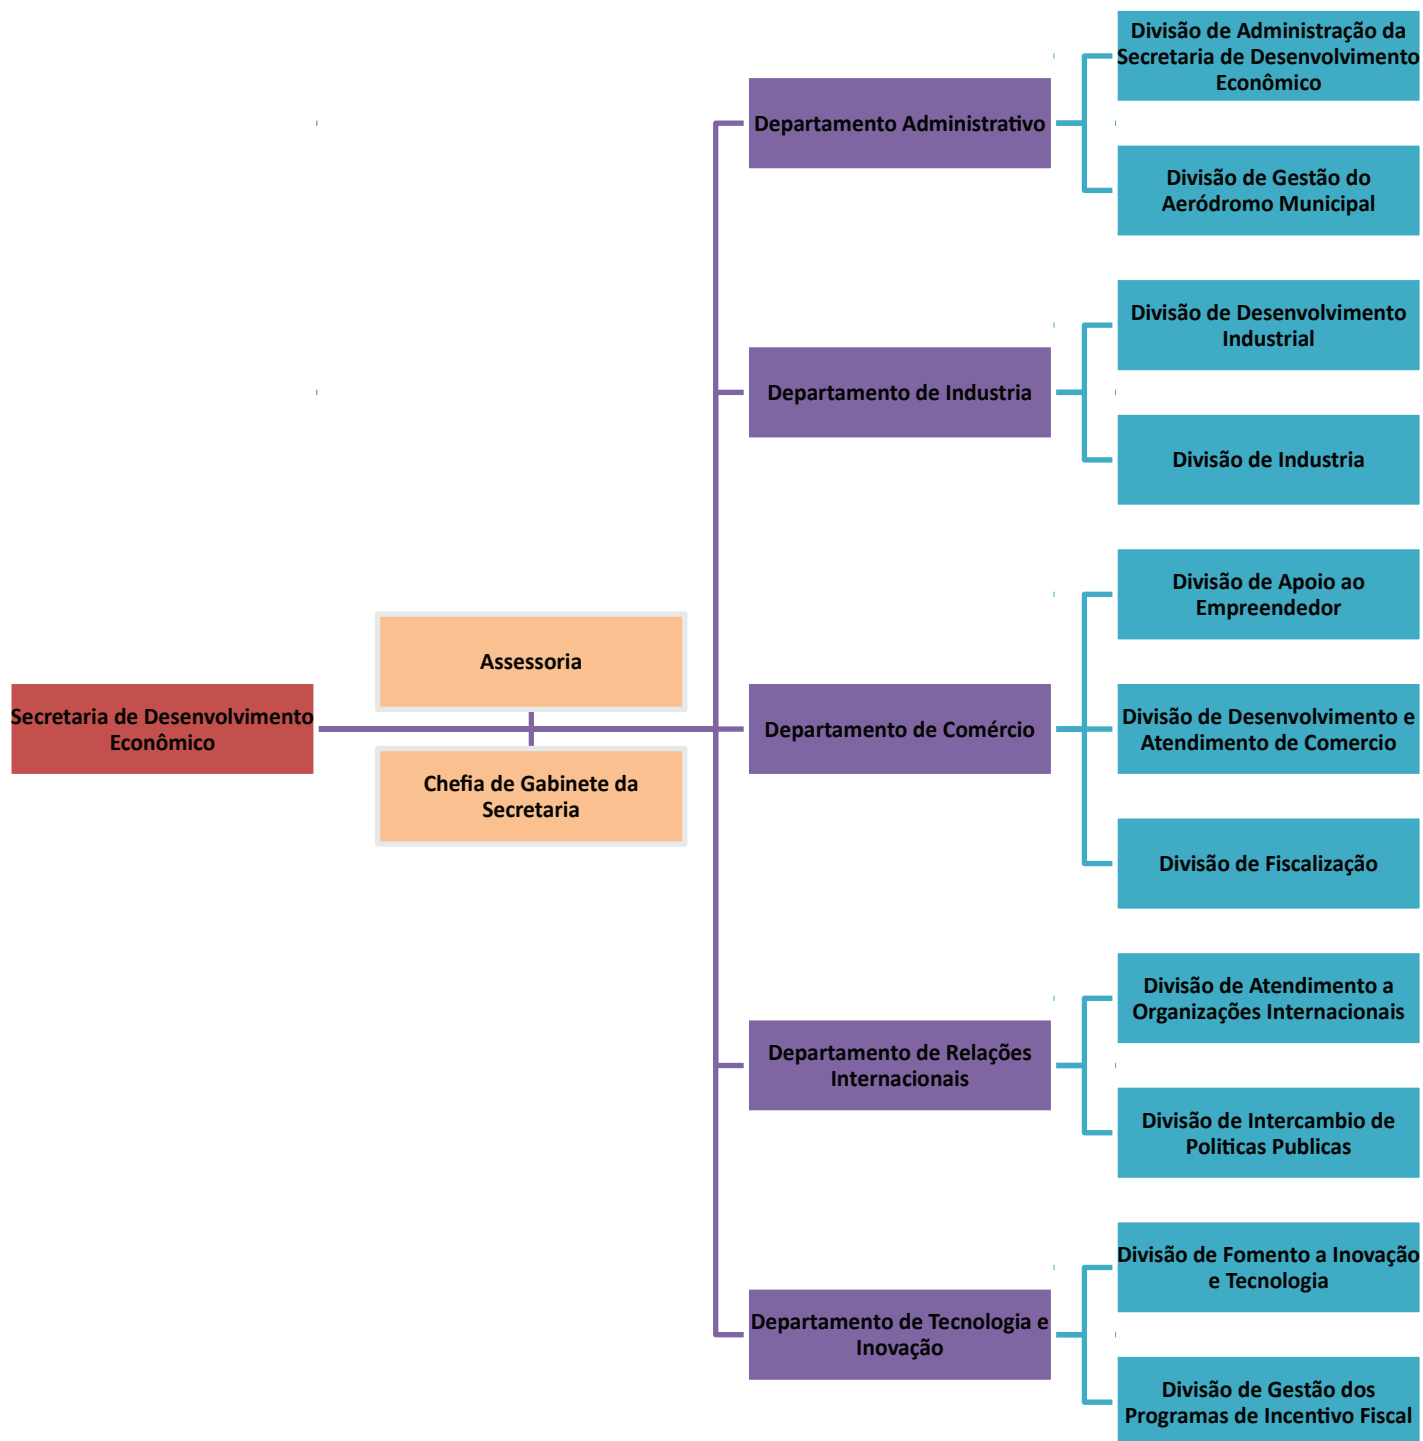 Secretaria de Desenvolvimento
Econômico
Assessoria
Chefia de Gabinete da
Secretaria
Departamento Administrativo
Divisão de Administração da
Secretaria de Desenvolvimento
Econômico
Divisão de Gestão do
Aeródromo Municipal
Departamento de Industria
Divisão de Desenvolvimento
Industrial
Divisão de Industria
Departamento de Comércio
Divisão de Apoio ao
Empreendedor
Divisão de Desenvolvimento e
Atendimento de Comercio
Divisão de Fiscalização
Departamento de Relações
Internacionais
Divisão de Atendimento a
Organizações Internacionais
Divisão de Intercambio de
Politicas Publicas
Departamento de Tecnologia e
Inovação
Divisão de Fomento a Inovação
e Tecnologia
Divisão de Gestão dos
Programas de Incentivo Fiscal